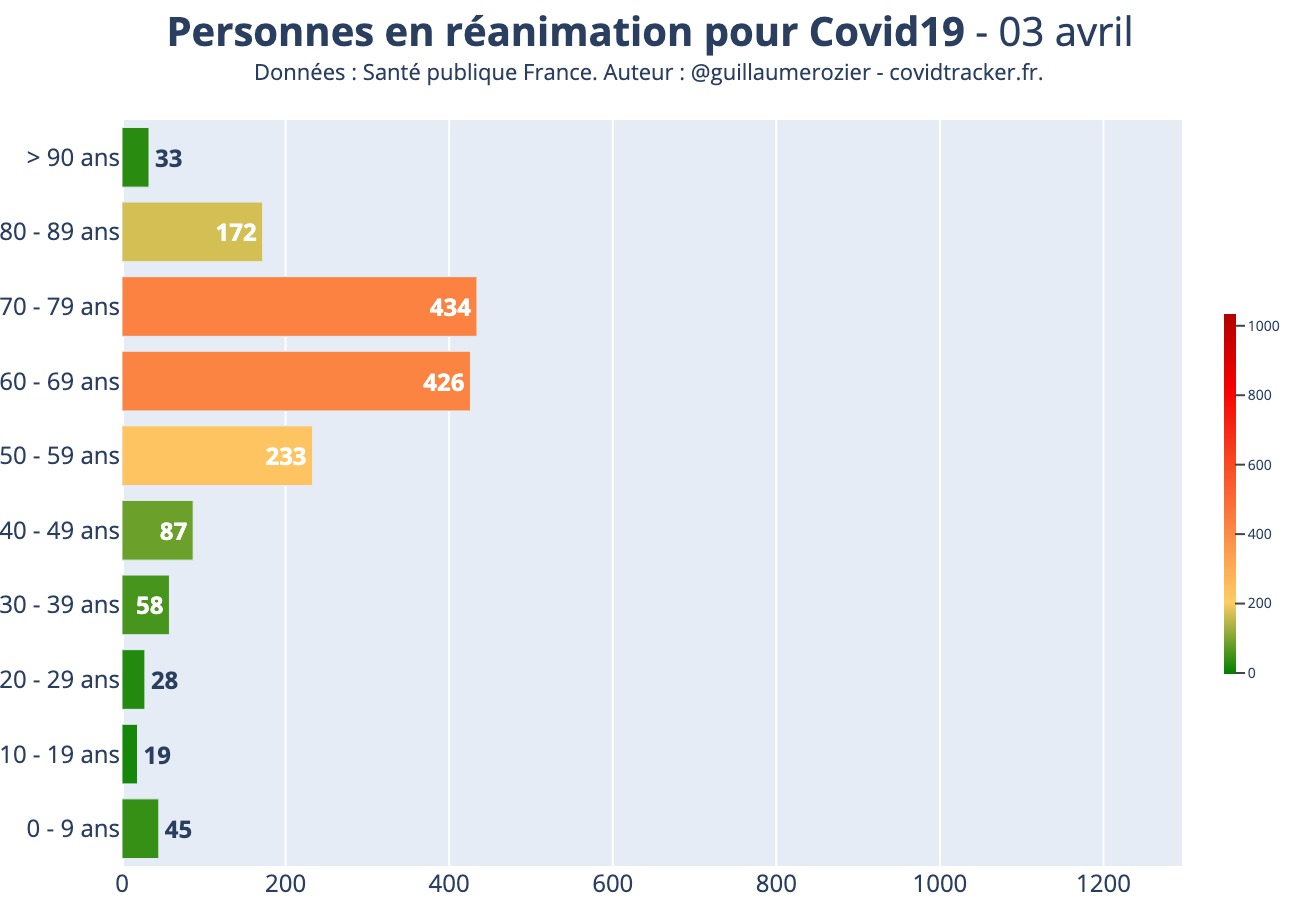 Personnes en réanimation pour Covid19 - 03 avril
Données : Santé publique France. Auteur : @guillaumerozier - covidtracker.fr.
> 90 ans 33
80 - 89 ans 172
70 - 79 ans 434
60 - 69 ans 426
50 - 59 ans 233
40 - 49 ans 87
30 - 39 ans 58
20 - 29 ans 28
10 - 19 ans 19
0 - 9 ans 45
0 200 400 600 800 1000 1200
1000
800
600
400
200
0